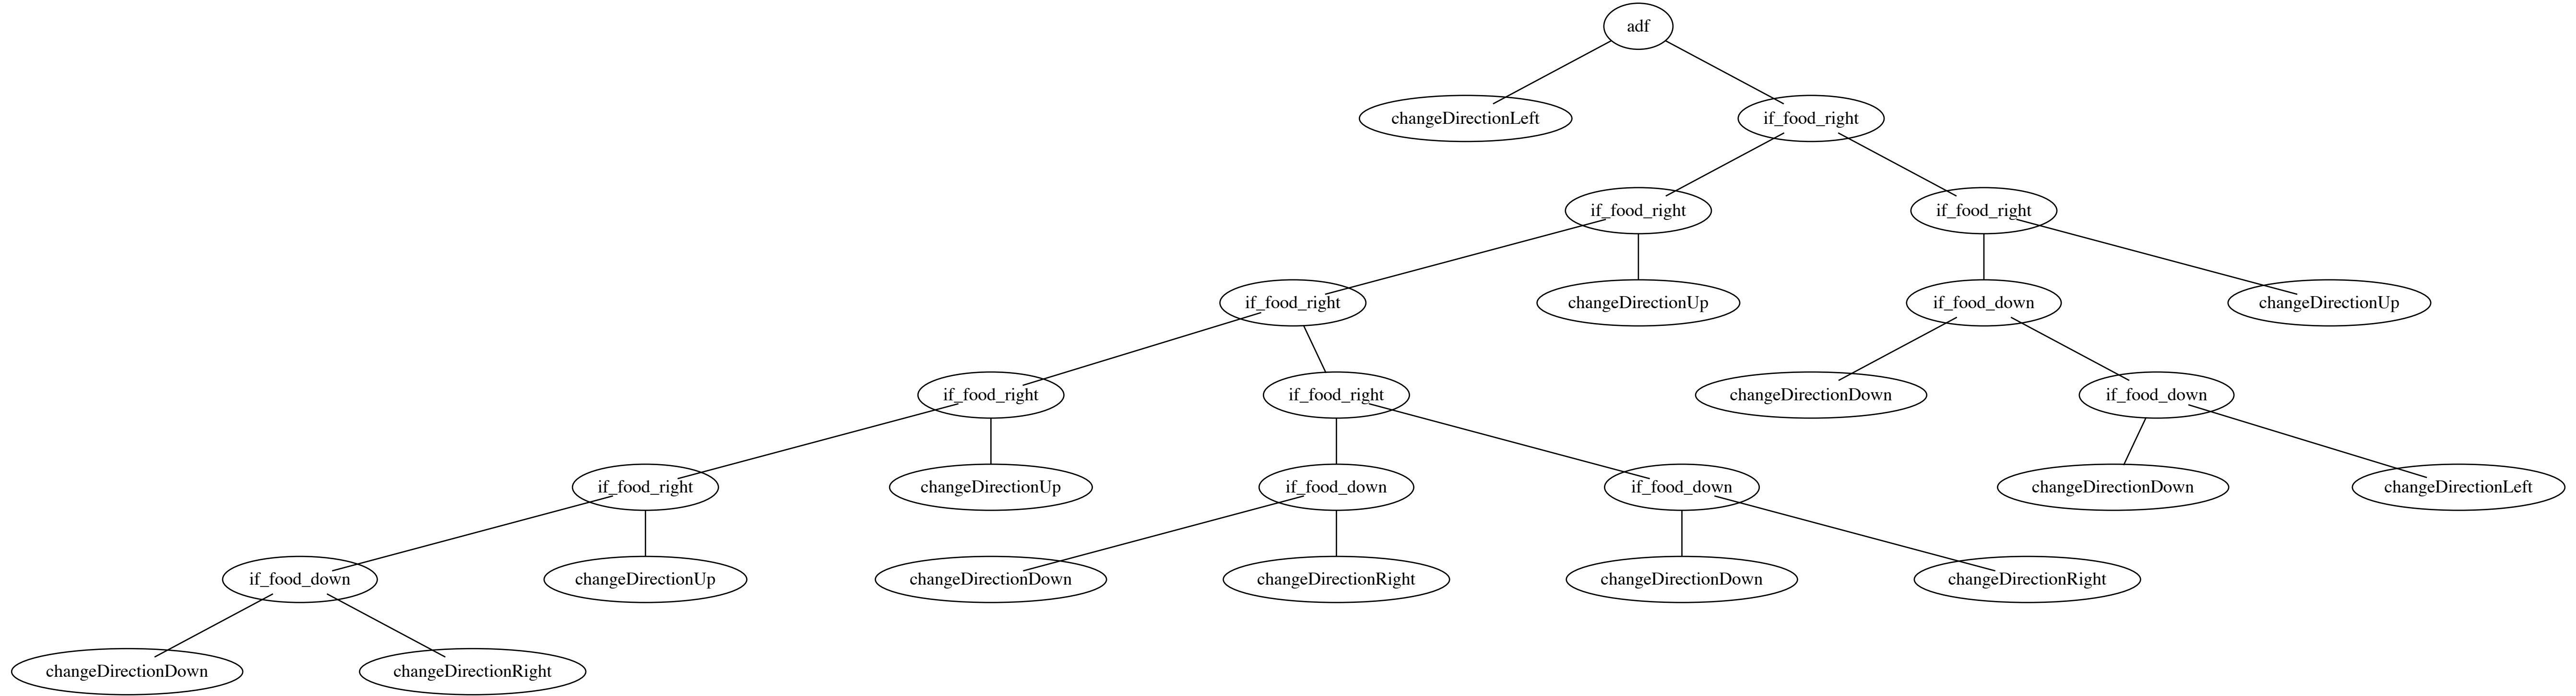 adf
changeDirectionLeft
if_food_right
if_food_right
if_food_right
if_food_right
changeDirectionUp
if_food_down
changeDirectionUp
if_food_right
if_food_right
changeDirectionDown
if_food_down
if_food_right
changeDirectionUp
if_food_down
if_food_down
changeDirectionDown
changeDirectionLeft
if_food_down
changeDirectionUp
changeDirectionDown
changeDirectionRight
changeDirectionDown
changeDirectionRight
changeDirectionDown
changeDirectionRight